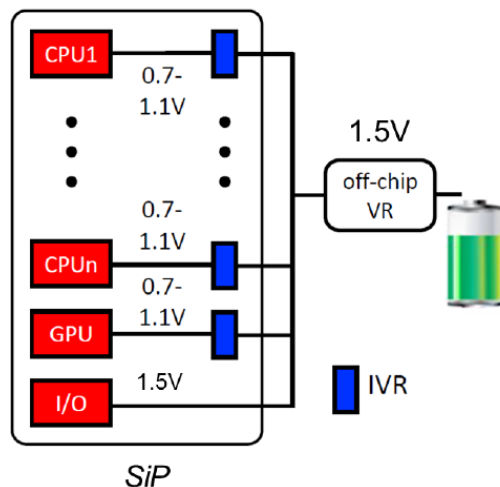 CPU1
0.7-
1.1V
1.5V
off-chip
VR
0.7-
1.1V
CPUn
0.7-
1.1V
GPU
1.5V
I/O
IVR
SiP